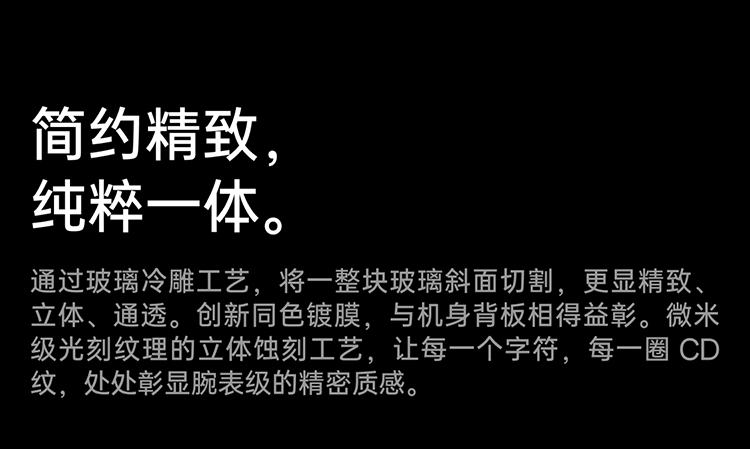 简约精致，
纯粹一体。
通过玻璃冷雕工艺，将一整块玻璃斜面切割，更显精致、
立体、通透。创新同色镀膜，与机身背板相得益彰。微米
级光刻纹理的立体蚀刻工艺，让每一个字符，每一圈 CD
纹，处处彰显腕表级的精密质感。